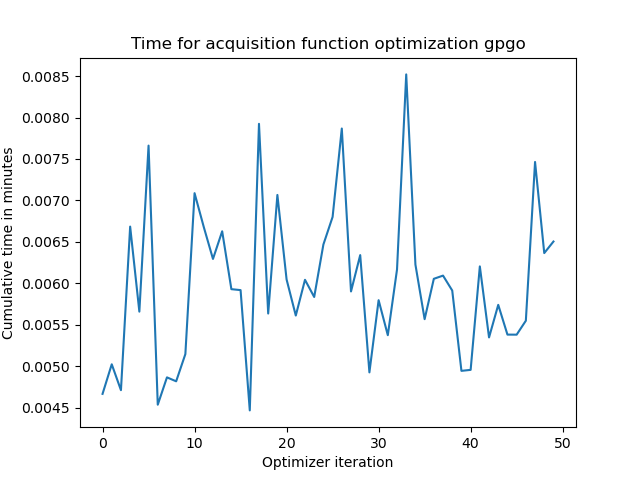 Time for acquisition function optimization gpgo
0.0085
0.0080
0.0075
0.0070
0.0065
0.0060
0.0055
0.0050
0.0045
Cumulative time in minutes
0 10 20 30 40 50
Optimizer iteration